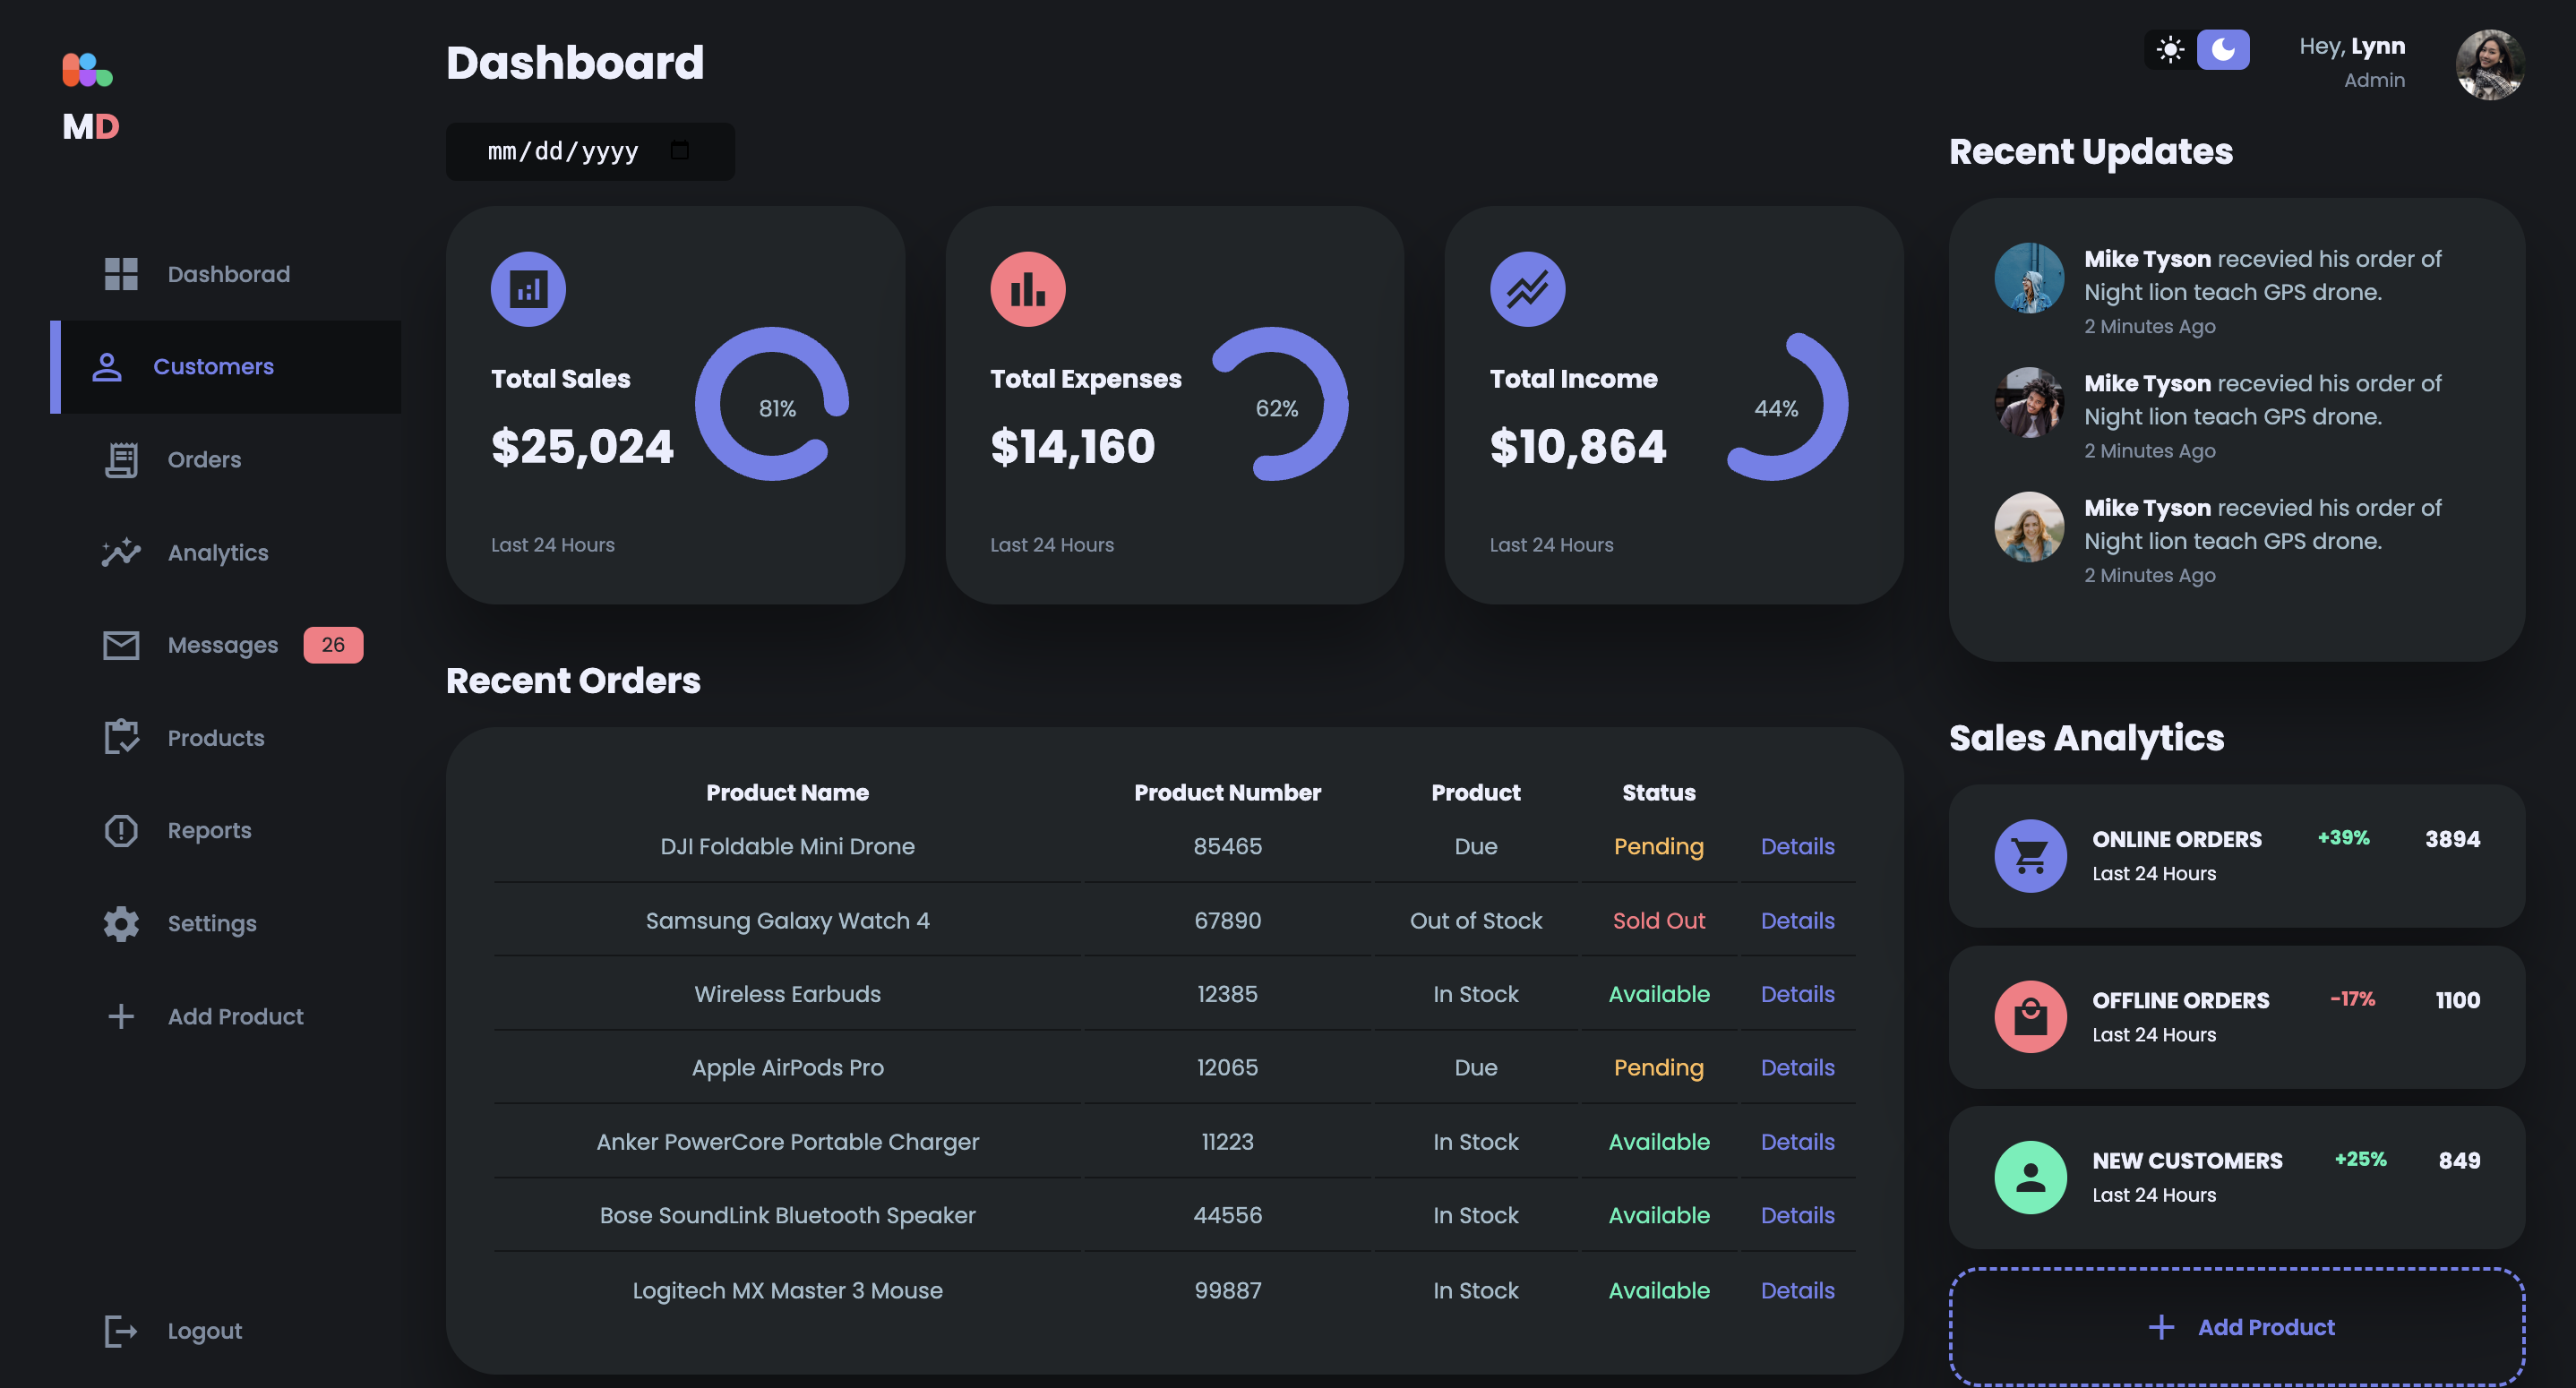 MD
Dashborad
Customers
Orders
Analytics
Messages 26
Products
Reports
Settings
Add Product
Logout
Dashboard
mm/dd/yyyy
Total Sales
$25,024
81%
Last 24 Hours
Total Expenses
$14,160
62%
Last 24 Hours
Total Income
$10,864
44%
Last 24 Hours
Recent Orders
Product Name Product Number Product Status
DJI Foldable Mini Drone 85465 Due Pending Details
Samsung Galaxy Watch 4 67890 Out of Stock Sold Out Details
Wireless Earbuds 12385 In Stock Available Details
Apple AirPods Pro 12065 Due Pending Details
Anker PowerCore Portable Charger 11223 In Stock Available Details
Bose SoundLink Bluetooth Speaker 44556 In Stock Available Details
Logitech MX Master 3 Mouse 99887 In Stock Available Details
Hey, Lynn
Admin
Recent Updates
Mike Tyson recevied his order of
Night lion teach GPS drone.
2 Minutes Ago
Mike Tyson recevied his order of
Night lion teach GPS drone.
2 Minutes Ago
Mike Tyson recevied his order of
Night lion teach GPS drone.
2 Minutes Ago
Sales Analytics
ONLINE ORDERS +39% 3894
Last 24 Hours
OFFLINE ORDERS -17% 1100
Last 24 Hours
NEW CUSTOMERS +25% 849
Last 24 Hours
Add Product